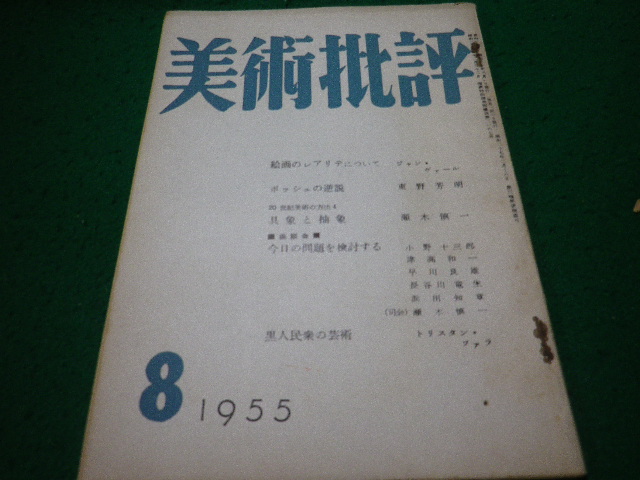 美術批評
絵画のレアリテについて ジャン・
ヴァール
ボッシュの逆説 東野芳明
20世紀美術の方法4
具象と抽象 瀬木慎一
座談会
今日の問題を検討する 小野十三郎
津高和一
早川良雄
長谷川竜生
浜田知章
(司会) 瀬木慎一
黒人民衆の芸術 トリスタン・
ツァラ
8 1955